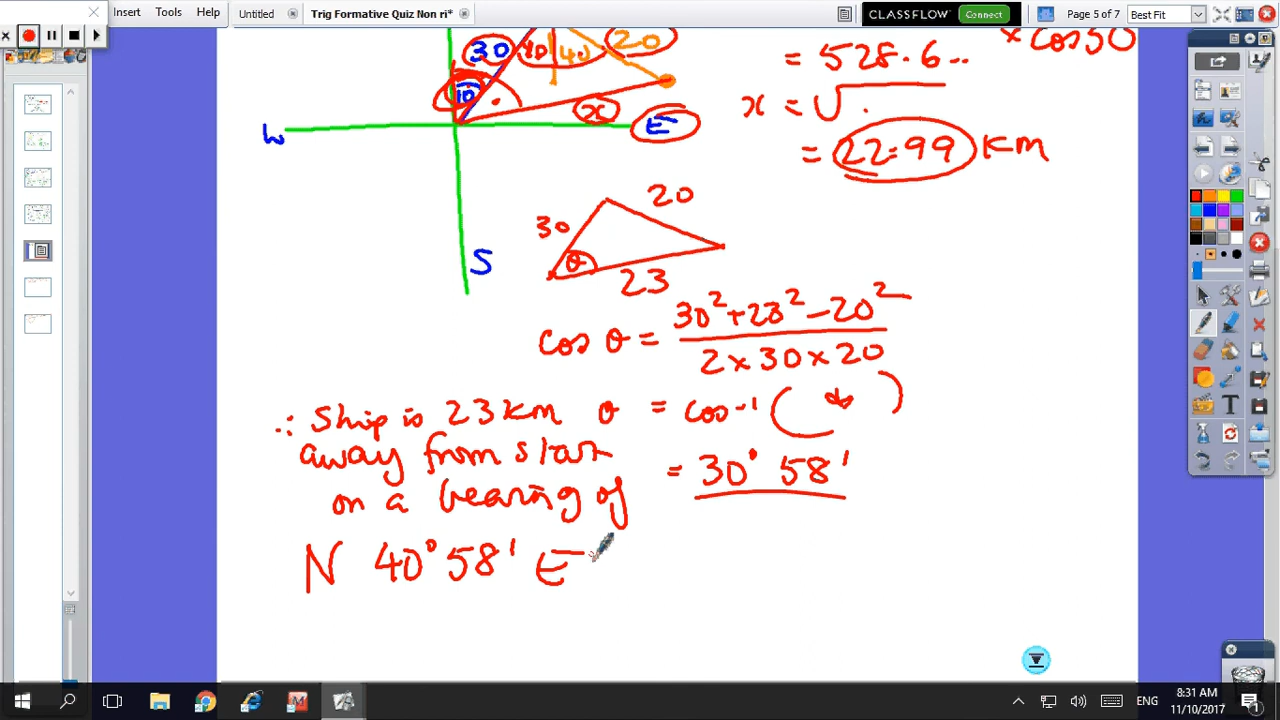 Insert Tools Help
Untitled
Trig Formative Quiz Non ri*
CLASSFLOW Connect
Page 5 of 7
Best Fit
30
40
40
20
10
x
W
E
S
x cos50
= 528.6..
x = √ .
= 22.99 km
20
30
θ
23
cos θ = 30² + 23² - 20²
2 x 30 x 20
θ = cos⁻¹ ( )
= 30° 58'
∴ Ship is 23 km
away from start
on a bearing of
N 40° 58' E
T
ENG
8:31 AM
11/10/2017
1